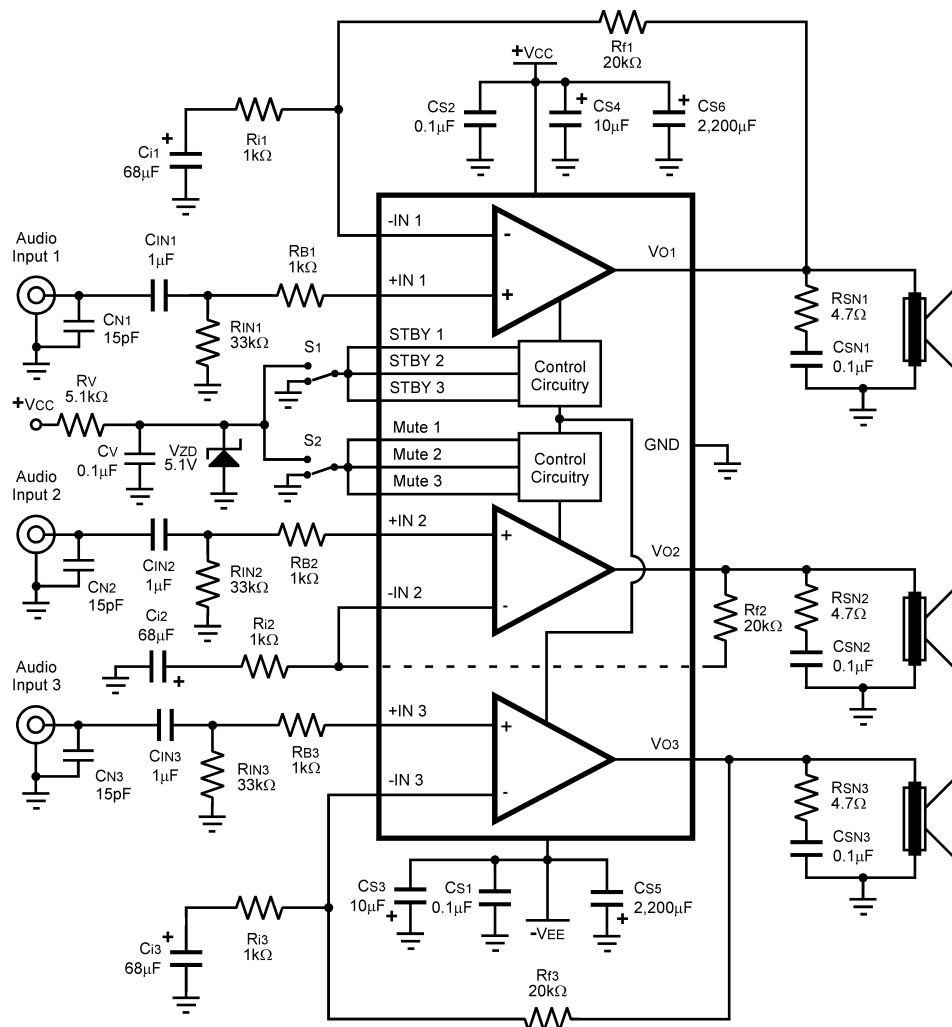 Rf1
20kΩ
+VCC
CS2
0.1µF
+
CS4
10µF
+
CS6
2,200µF
Ri1
1kΩ
+
Ci1
68µF
-IN 1
-
Audio
Input 1
CIN1
1µF
RB1
1kΩ
+IN 1
+
VO1
CN1
15pF
RIN1
33kΩ
RSN1
4.7Ω
CSN1
0.1µF
S1
STBY 1
STBY 2
STBY 3
Control
Circuitry
RV
5.1kΩ
+VCC
CV
0.1µF
VZD
5.1V
S2
Mute 1
Mute 2
Mute 3
Control
Circuitry
GND
Audio
Input 2
CIN2
1µF
RB2
1kΩ
+IN 2
+
VO2
CN2
15pF
RIN2
33kΩ
-IN 2
-
Rf2
20kΩ
RSN2
4.7Ω
CSN2
0.1µF
Ci2
68µF
+
Ri2
1kΩ
Audio
Input 3
CIN3
1µF
RB3
1kΩ
+IN 3
+
VO3
CN3
15pF
RIN3
33kΩ
-IN 3
-
RSN3
4.7Ω
CSN3
0.1µF
CS3
10µF
+
CS1
0.1µF
CS5
2,200µF
+
-VEE
Ri3
1kΩ
+
Ci3
68µF
Rf3
20kΩ